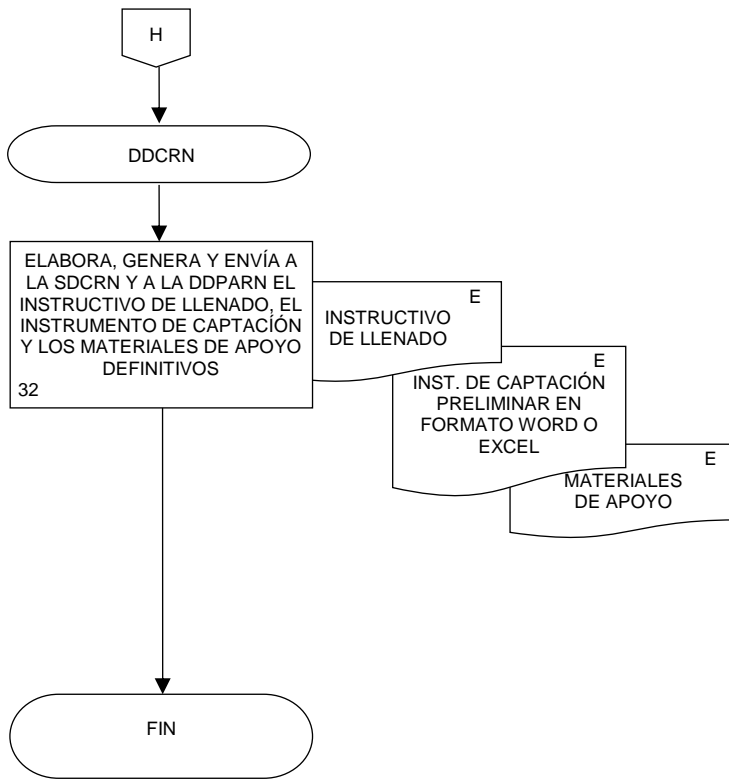 H
DDCRN
ELABORA, GENERA Y ENVÍA A
LA SDCRN Y A LA DDPARN EL
INSTRUCTIVO DE LLENADO, EL
INSTRUMENTO DE CAPTACÍÓN
Y LOS MATERIALES DE APOYO
DEFINITIVOS
32
E
INSTRUCTIVO
DE LLENADO
E
INST. DE CAPTACIÓN
PRELIMINAR EN
FORMATO WORD O
EXCEL
E
MATERIALES
DE APOYO
FIN